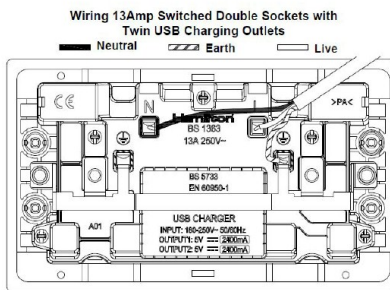 Wiring 13Amp Switched Double Sockets with
Twin USB Charging Outlets
Neutral Earth Live
CE >PA<
N L
Hamilton
BS 1363
13A 250V~
BS 5733
EN 60950-1
A01
USB CHARGER
INPUT: 180-250V~ 50/60Hz
OUTPUT1: 5V 2400mA
OUTPUT2: 5V 2400mA